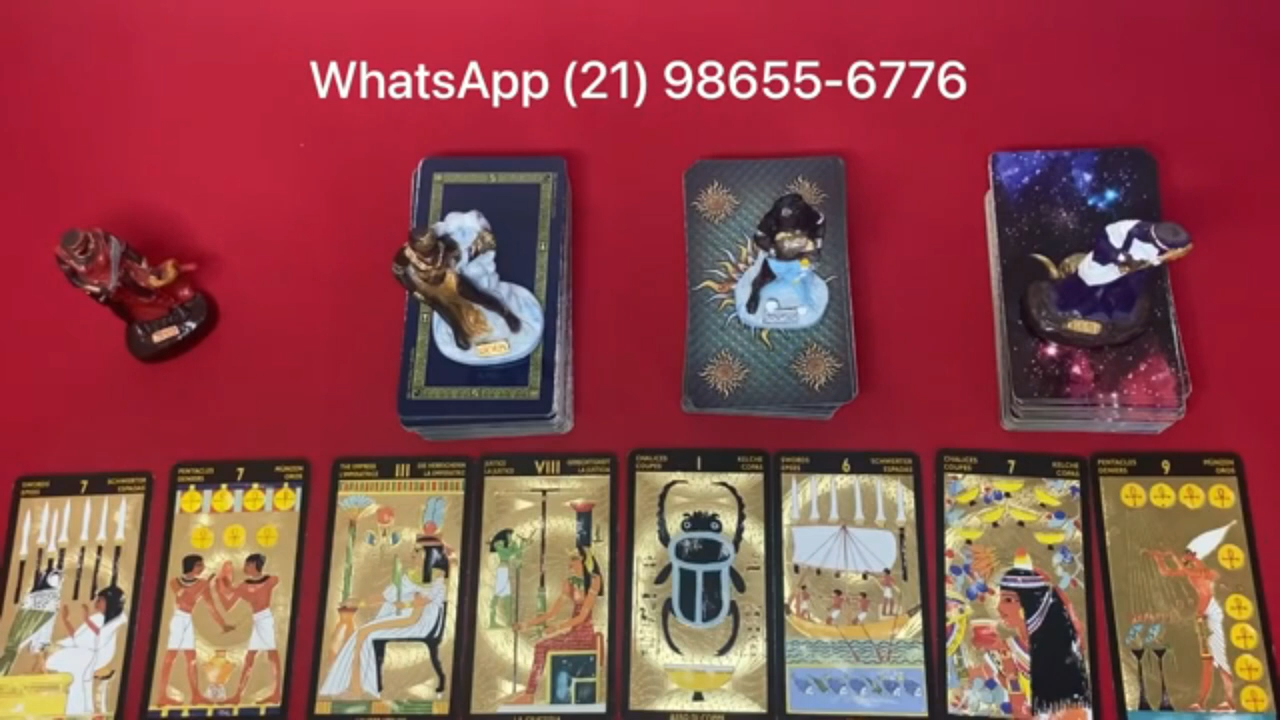 WhatsApp (21) 98655-6776
SWORDS
EPEES
7
SCHWERTER
ESPADAS
PENTACLES
DENIERS
7
MÜNZEN
OROS
THE EMPRESS
L'IMPERATRICE
III
DIE HERRSCHERIN
LA EMPERATRIZ
JUSTICE
LA JUSTICE
VIII
GERECHTIGKEIT
LA JUSTICIA
CHALICES
COUPES
I
KELCHE
COPAS
SWORDS
EPEES
6
SCHWERTER
ESPADAS
CHALICES
COUPES
7
KELCHE
COPAS
PENTACLES
DENIERS
9
MÜNZEN
OROS